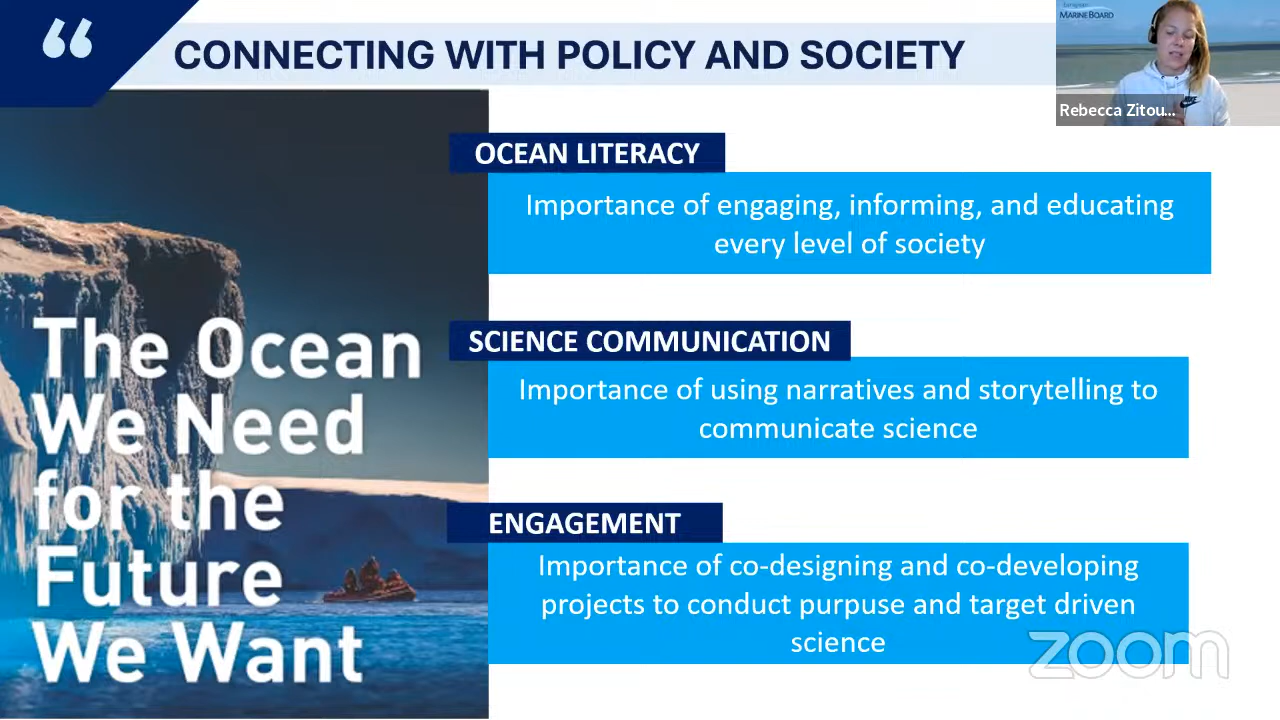 CONNECTING WITH POLICY AND SOCIETY
MARINE BOARD
Rebecca Zitou...
OCEAN LITERACY
Importance of engaging, informing, and educating
every level of society
SCIENCE COMMUNICATION
Importance of using narratives and storytelling to
communicate science
ENGAGEMENT
Importance of co-designing and co-developing
projects to conduct purpuse and target driven
science
The Ocean
We Need
for the
Future
We Want
zoom